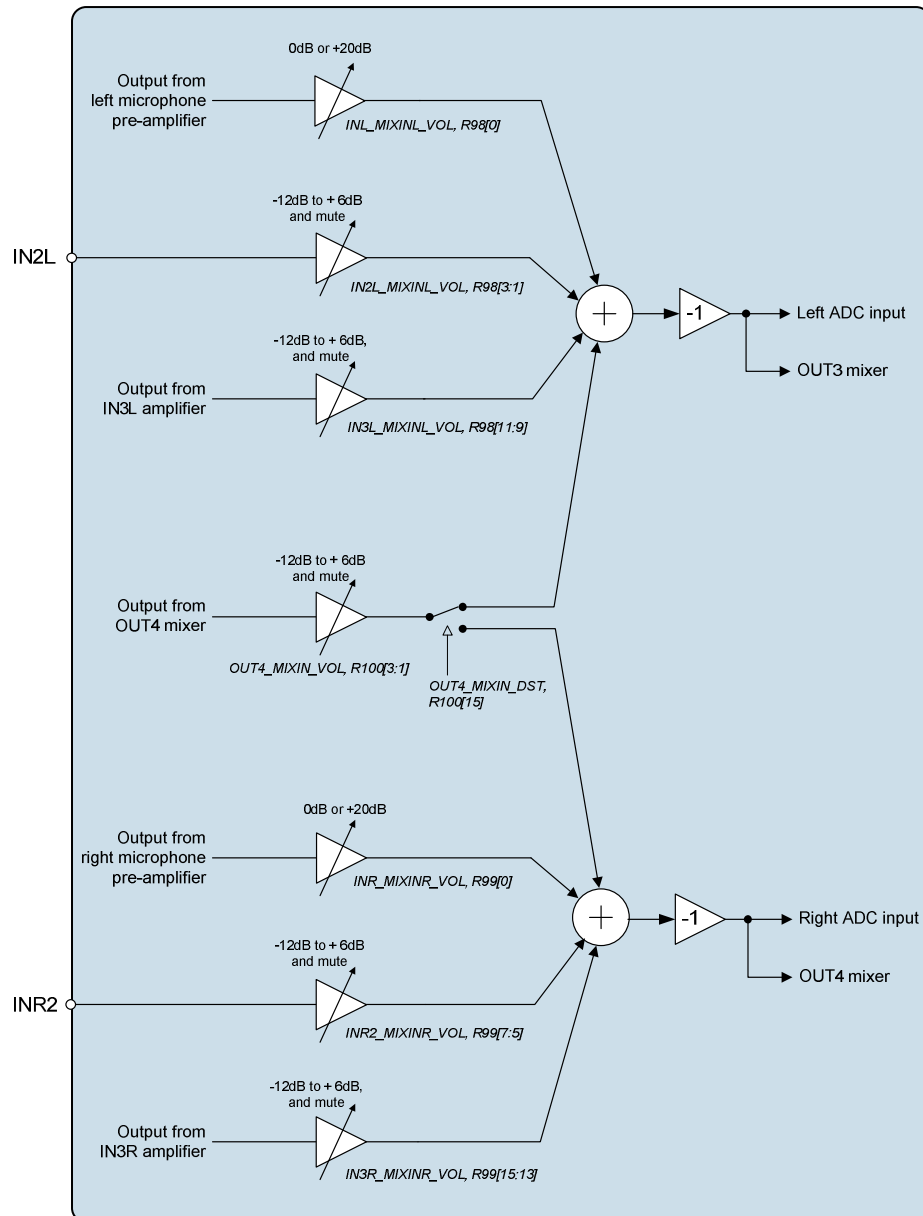 0dB or +20dB
Output from
left microphone
pre-amplifier
INL_MIXINL_VOL, R98[0]
-12dB to + 6dB
and mute
IN2L
IN2L_MIXINL_VOL, R98[3:1]
+
-1
Left ADC input
OUT3 mixer
-12dB to + 6dB,
and mute
Output from
IN3L amplifier
IN3L_MIXINL_VOL, R98[11:9]
-12dB to + 6dB
and mute
Output from
OUT4 mixer
OUT4_MIXIN_VOL, R100[3:1]
OUT4_MIXIN_DST,
R100[15]
0dB or +20dB
Output from
right microphone
pre-amplifier
INR_MIXINR_VOL, R99[0]
+
-1
Right ADC input
OUT4 mixer
-12dB to + 6dB
and mute
INR2
INR2_MIXINR_VOL, R99[7:5]
-12dB to + 6dB,
and mute
Output from
IN3R amplifier
IN3R_MIXINR_VOL, R99[15:13]